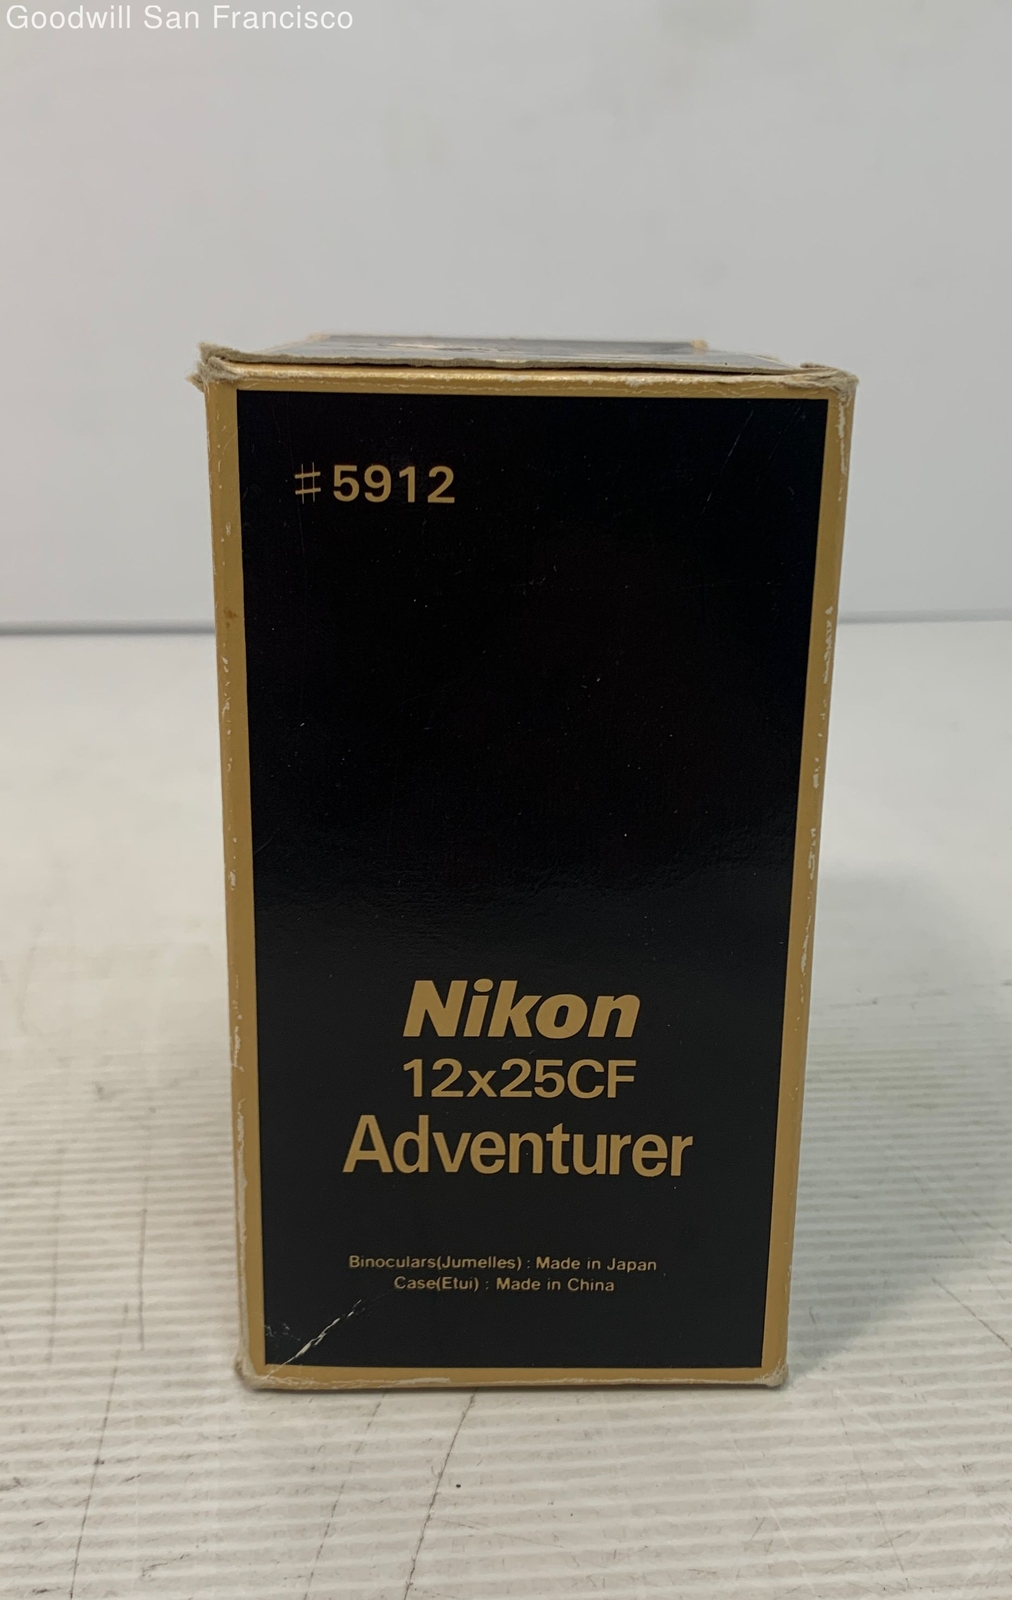 Goodwill San Francisco
#5912
Nikon
12x25CF
Adventurer
Binoculars(Jumelles) : Made in Japan
Case(Etui) : Made in China